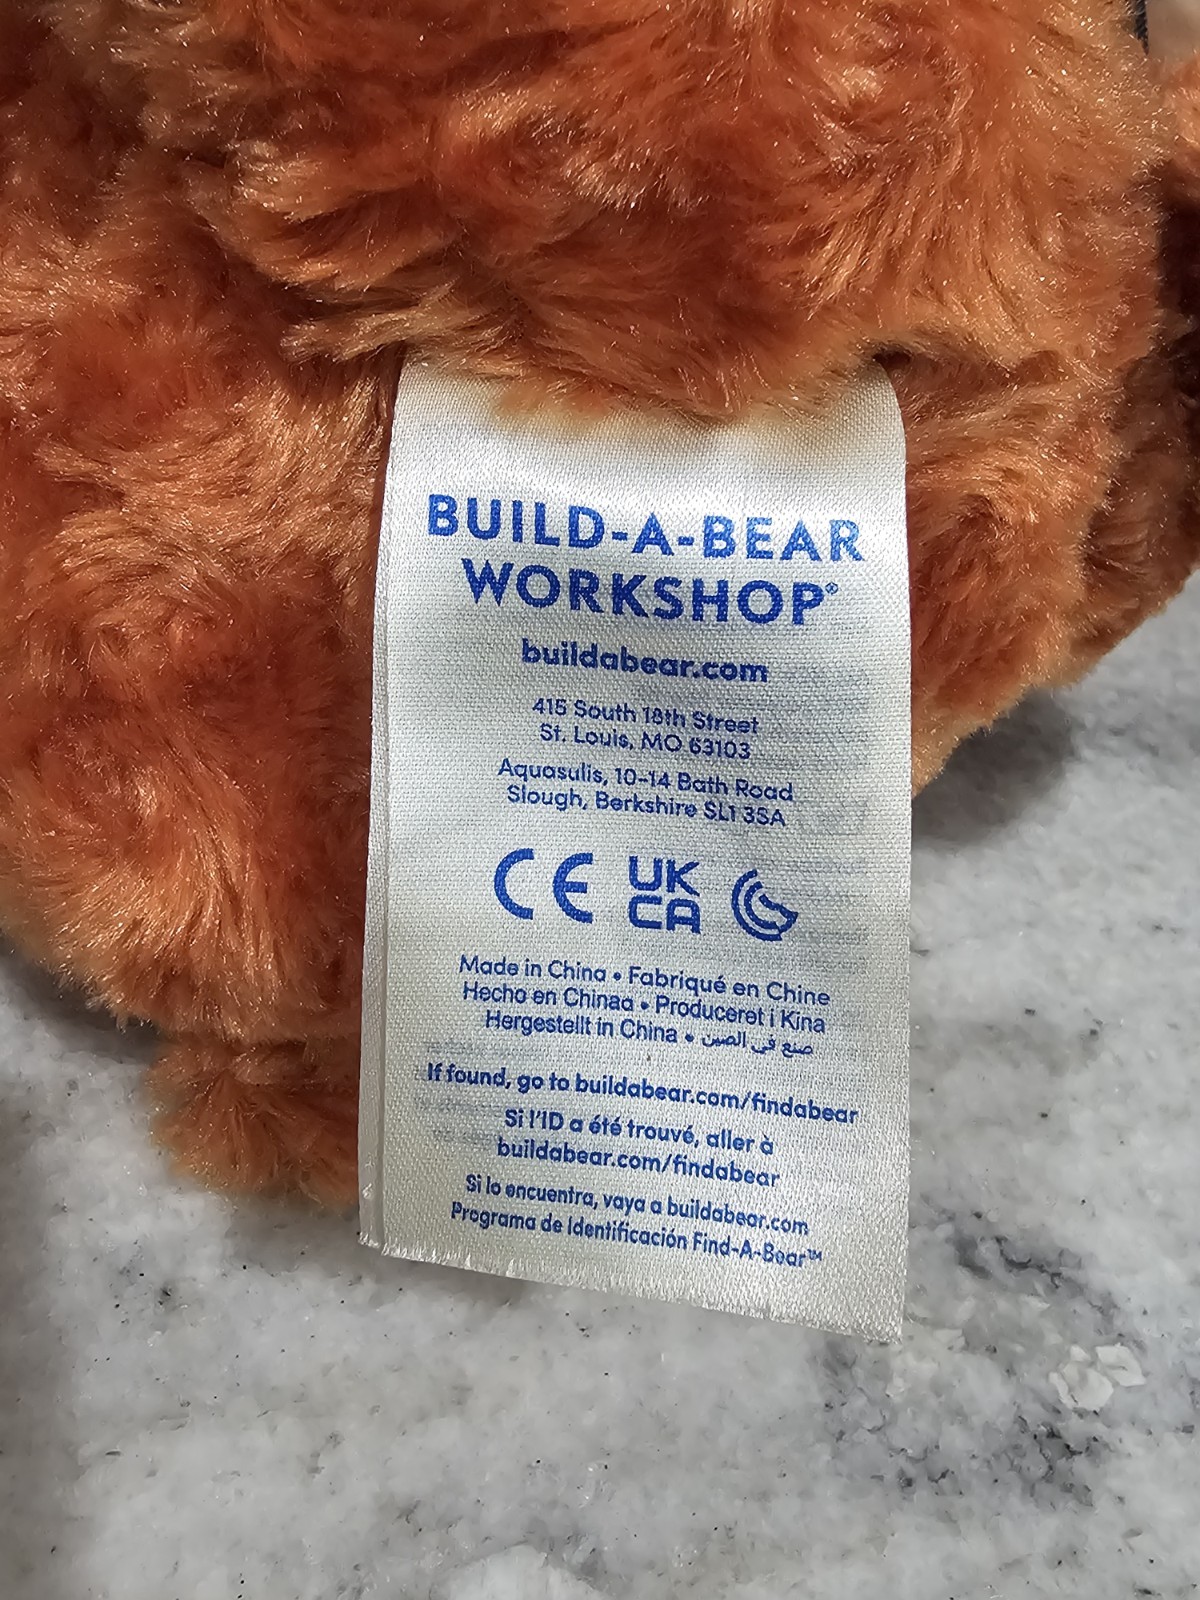 BUILD-A-BEAR
WORKSHOP®
buildabear.com
415 South 18th Street
St. Louis, MO 63103
Aquasulis, 10-14 Bath Road
Slough, Berkshire SL1 3SA
CE UK CA
Made in China • Fabriqué en Chine
Hecho en Chinaa • Produceret i Kina
Hergestellt in China • صنع في الصين
If found, go to buildabear.com/findabear
Si l'ID a été trouvé, aller à
buildabear.com/findabear
Si lo encuentra, vaya a buildabear.com
Programa de Identificación Find-A-Bear™